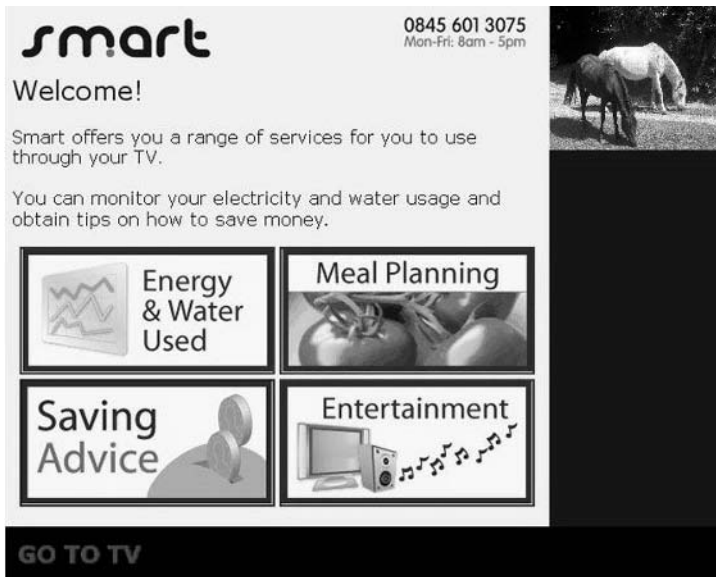 smart
0845 601 3075
Mon-Fri: 8am - 5pm
Welcome!
Smart offers you a range of services for you to use
through your TV.
You can monitor your electricity and water usage and
obtain tips on how to save money.
Energy
& Water
Used
Meal Planning
Saving
Advice
Entertainment
GO TO TV